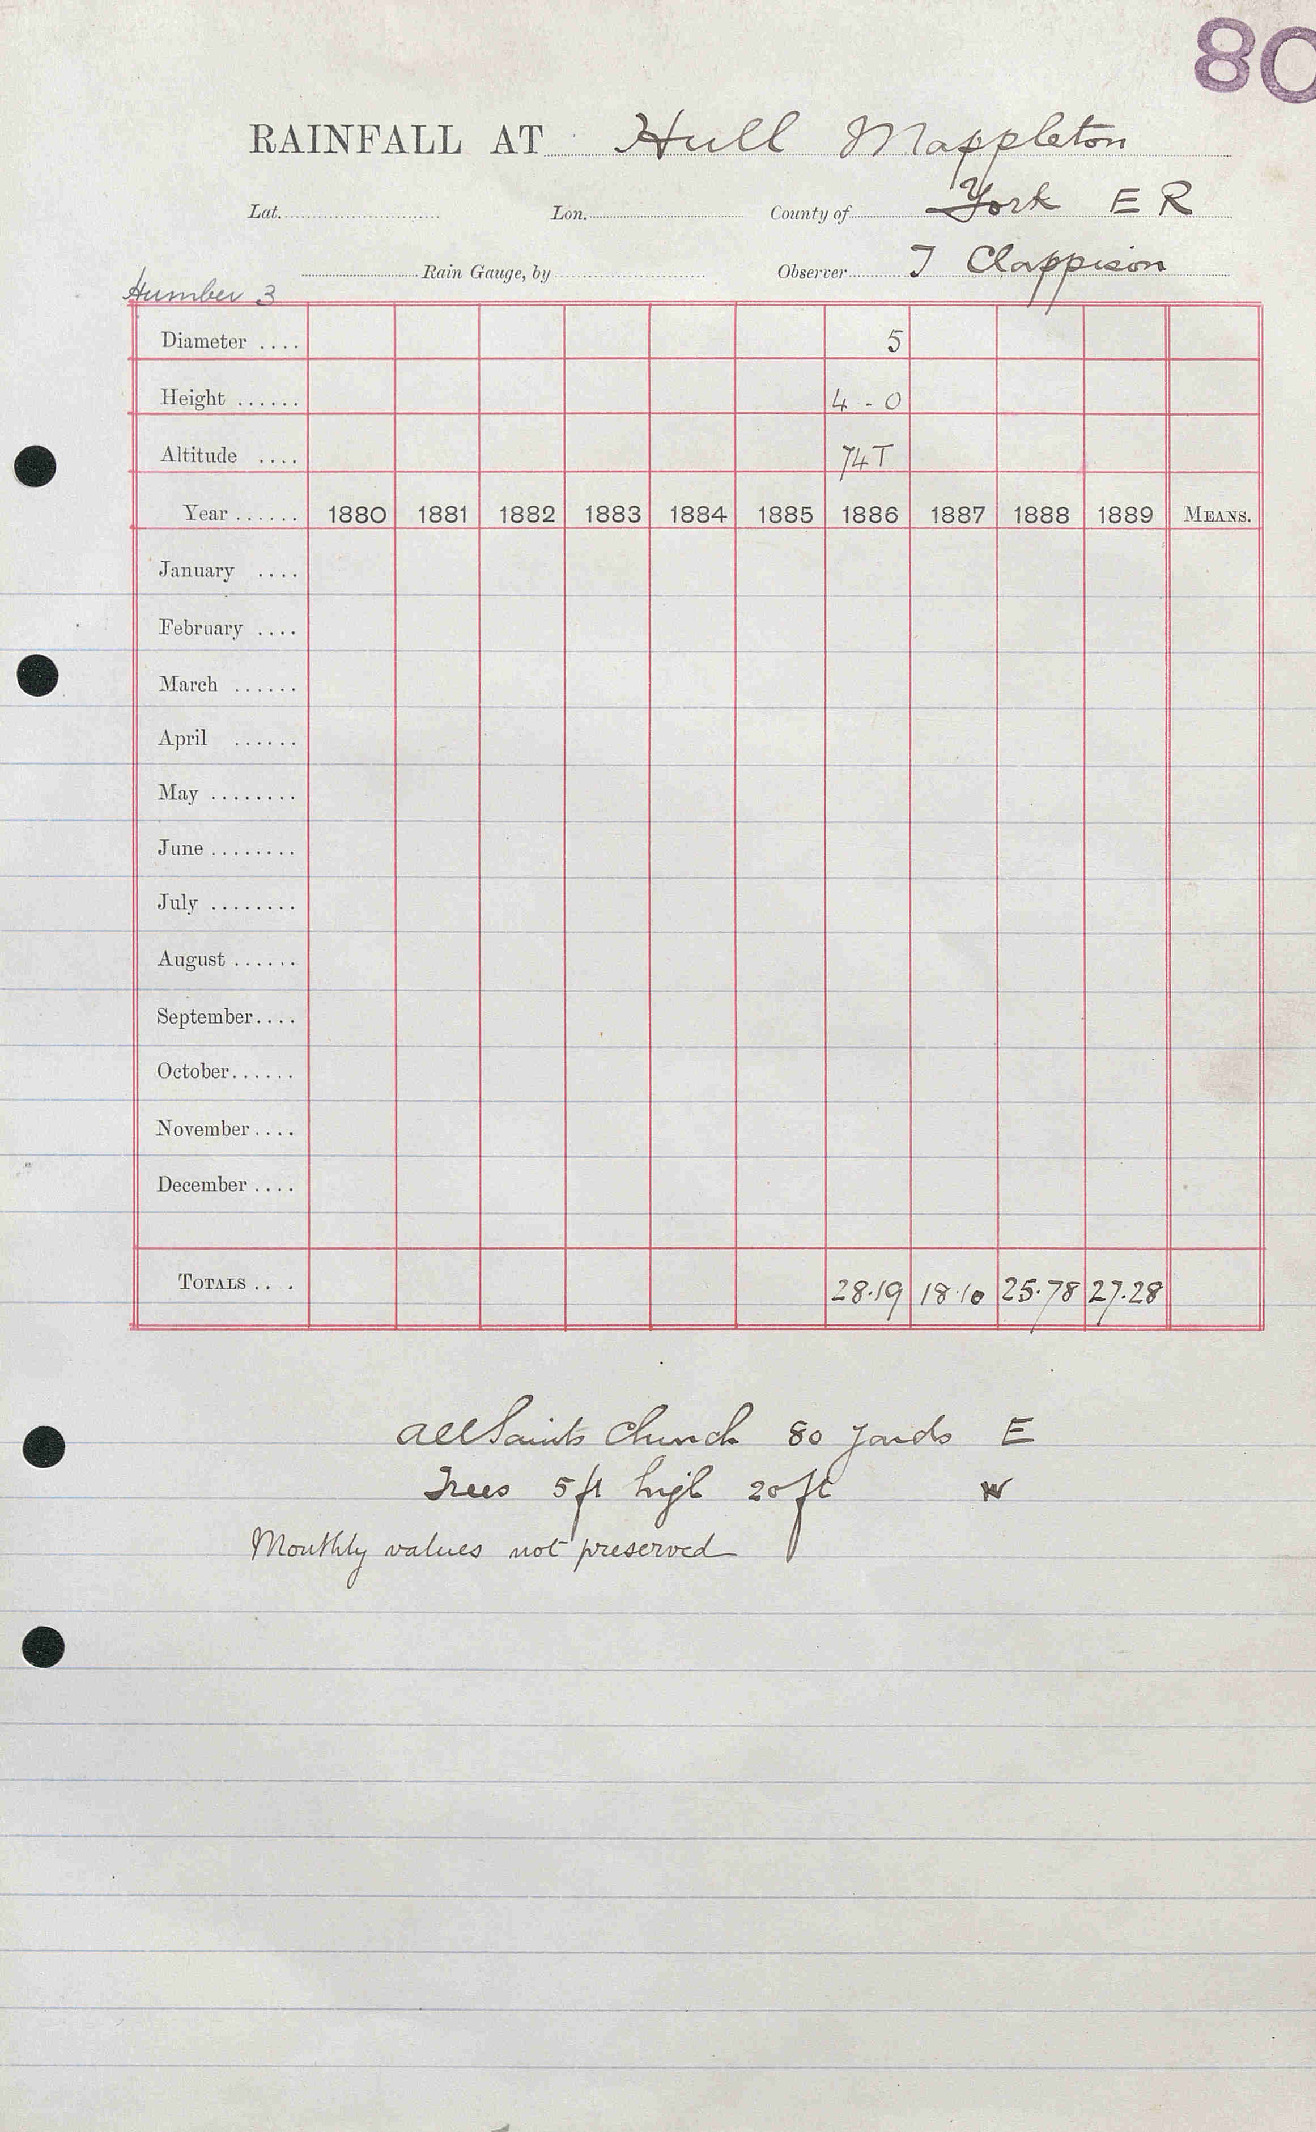 80
RAINFALL AT Hull Mappleton
Lat. Lon. County of York E R
Rain Gauge, by Observer T Clappison
Humber 3
Diameter .... 5
Height ...... 4 - 0
Altitude .... 74T
Year ...... 1880 1881 1882 1883 1884 1885 1886 1887 1888 1889 MEANS.
January ....
February ....
March ......
April ......
May ........
June ........
July ........
August ......
September....
October......
November....
December ....
TOTALS ... . 28.19 18.10 25.78 27.28
All Saints Church 80 yards E
Trees 5 ft high 20 ft W
Monthly values not preserved